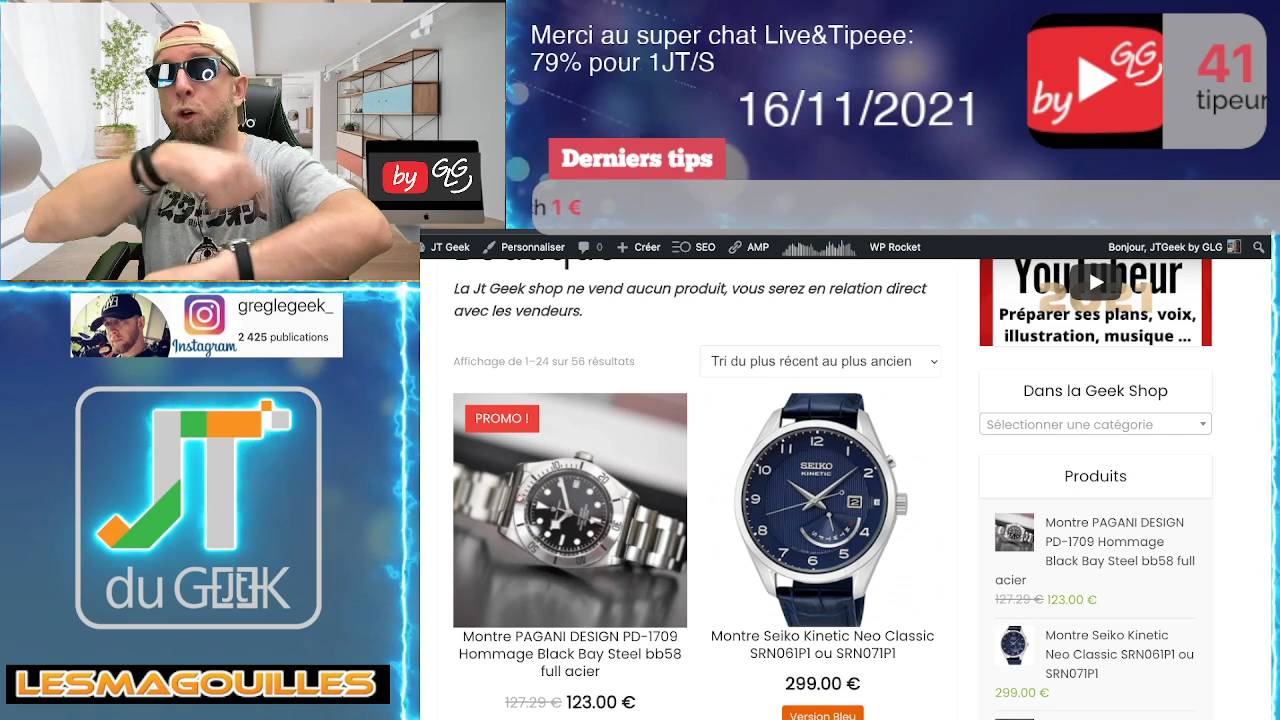 Merci au super chat Live&Tipeee:
79% pour 1JT/S
16/11/2021
by GLG
41
tipeur
Derniers tips
h 1 €
by GLG
JT Geek Personnaliser 0 Créer SEO AMP WP Rocket Bonjour, JTGeek by GLG
La Jt Geek shop ne vend aucun produit, vous serez en relation direct
avec les vendeurs.
Affichage de 1–24 sur 56 résultats
Tri du plus récent au plus ancien
PROMO !
SEIKO
KINETIC
Montre PAGANI DESIGN PD-1709
Hommage Black Bay Steel bb58
full acier
127.29 € 123.00 €
Montre Seiko Kinetic Neo Classic
SRN061P1 ou SRN071P1
299.00 €
Version Bleu
YouTubeur
2021
Préparer ses plans, voix,
illustration, musique ...
Dans la Geek Shop
Sélectionner une catégorie
Produits
Montre PAGANI DESIGN
PD-1709 Hommage
Black Bay Steel bb58 full
acier
127.29 € 123.00 €
Montre Seiko Kinetic
Neo Classic SRN061P1 ou
SRN071P1
299.00 €
greglegeek_
2 425 publications
Instagram
JT
du GEEK
LESMAGOUILLES